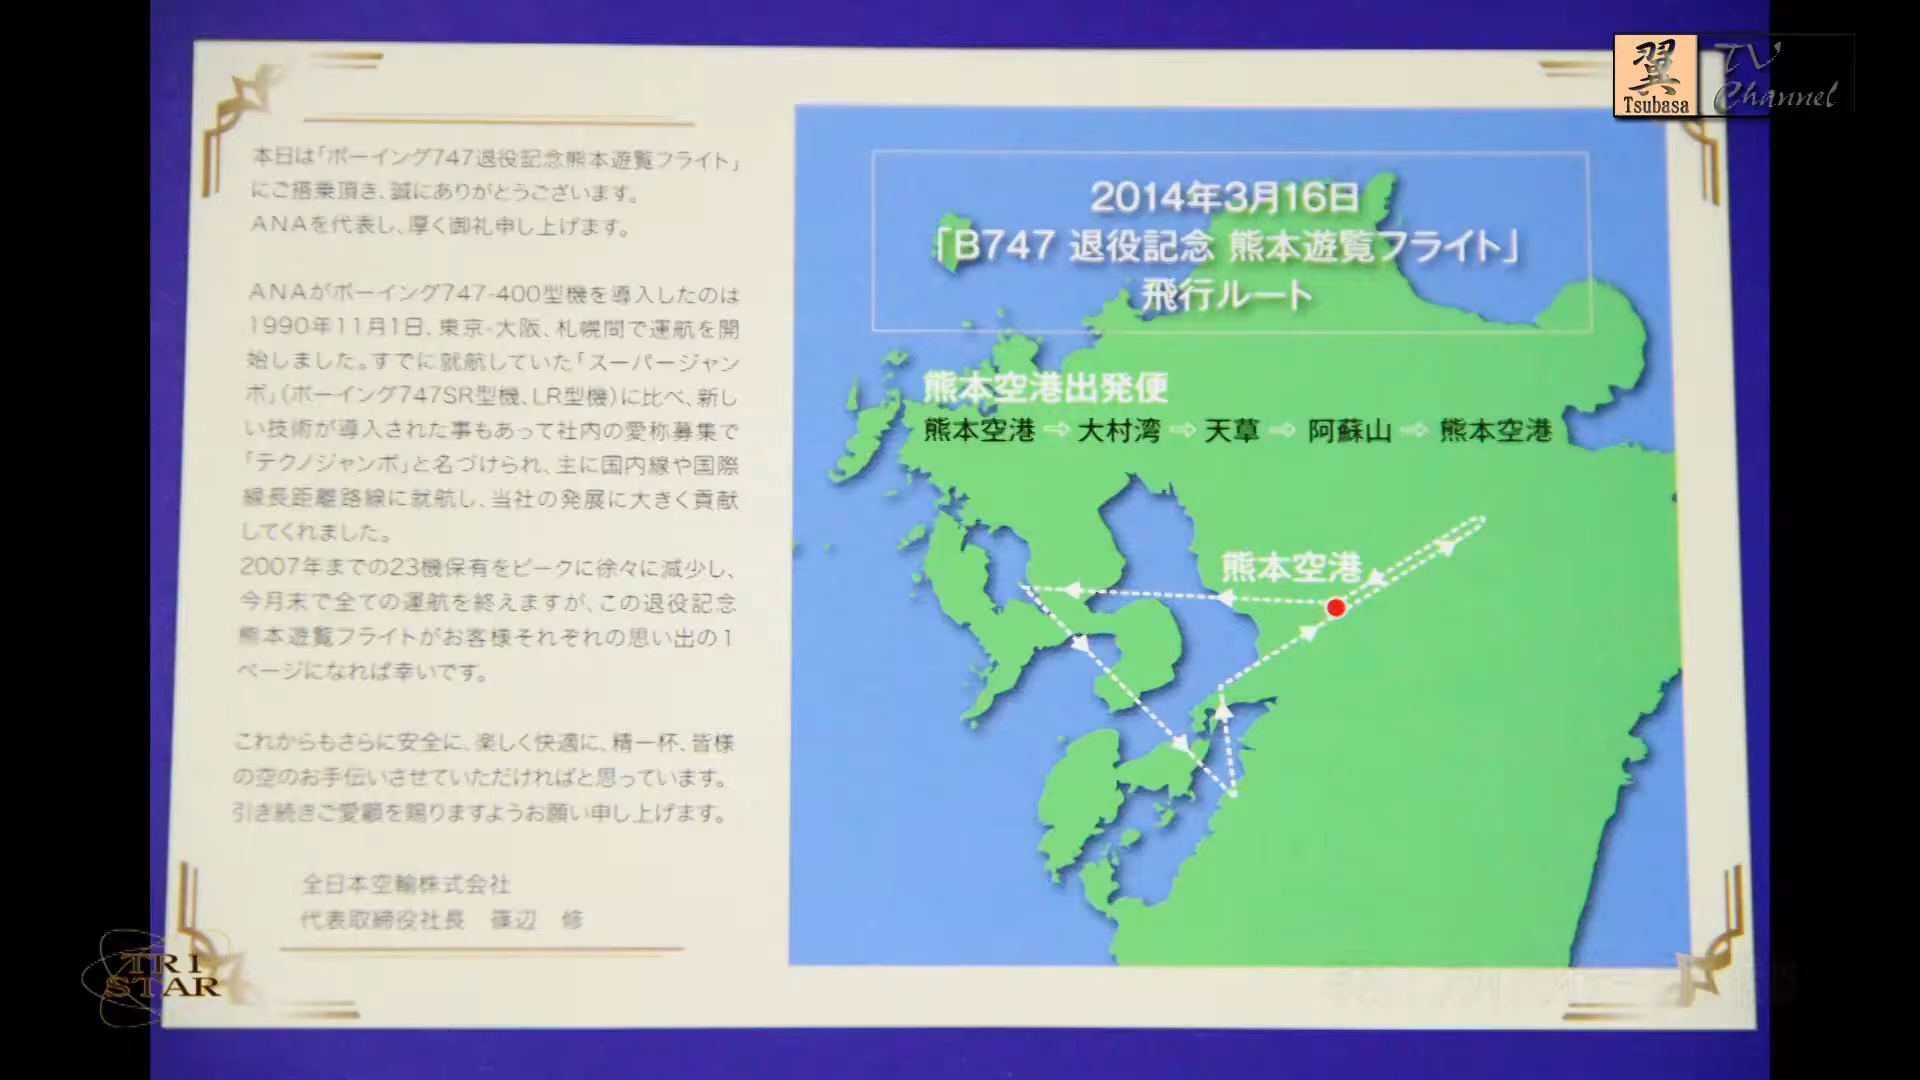 翼
Tsubasa
TV
Channel
本日は「ボーイング747退役記念熊本遊覧フライト」
にご搭乗頂き、誠にありがとうございます。
ANAを代表し、厚く御礼申し上げます。
ANAがボーイング747-400型機を導入したのは
1990年11月1日、東京-大阪、札幌間で運航を開
始しました。すでに就航していた「スーパージャン
ボ」(ボーイング747SR型機、LR型機)に比べ、新し
い技術が導入された事もあって社内の愛称募集で
「テクノジャンボ」と名づけられ、主に国内線や国際
線長距離路線に就航し、当社の発展に大きく貢献
してくれました。
2007年までの23機保有をピークに徐々に減少し、
今月末で全ての運航を終えますが、この退役記念
熊本遊覧フライトがお客様それぞれの思い出の1
ページになれば幸いです。
これからもさらに安全に、楽しく快適に、精一杯、皆様
の空のお手伝いさせていただければと思っています。
引き続きご愛顧を賜りますようお願い申し上げます。
全日本空輸株式会社
代表取締役社長 篠辺 修
2014年3月16日
「B747 退役記念 熊本遊覧フライト」
飛行ルート
熊本空港出発便
熊本空港⇨大村湾⇨天草⇨阿蘇山⇨熊本空港
熊本空港
TRI
STAR